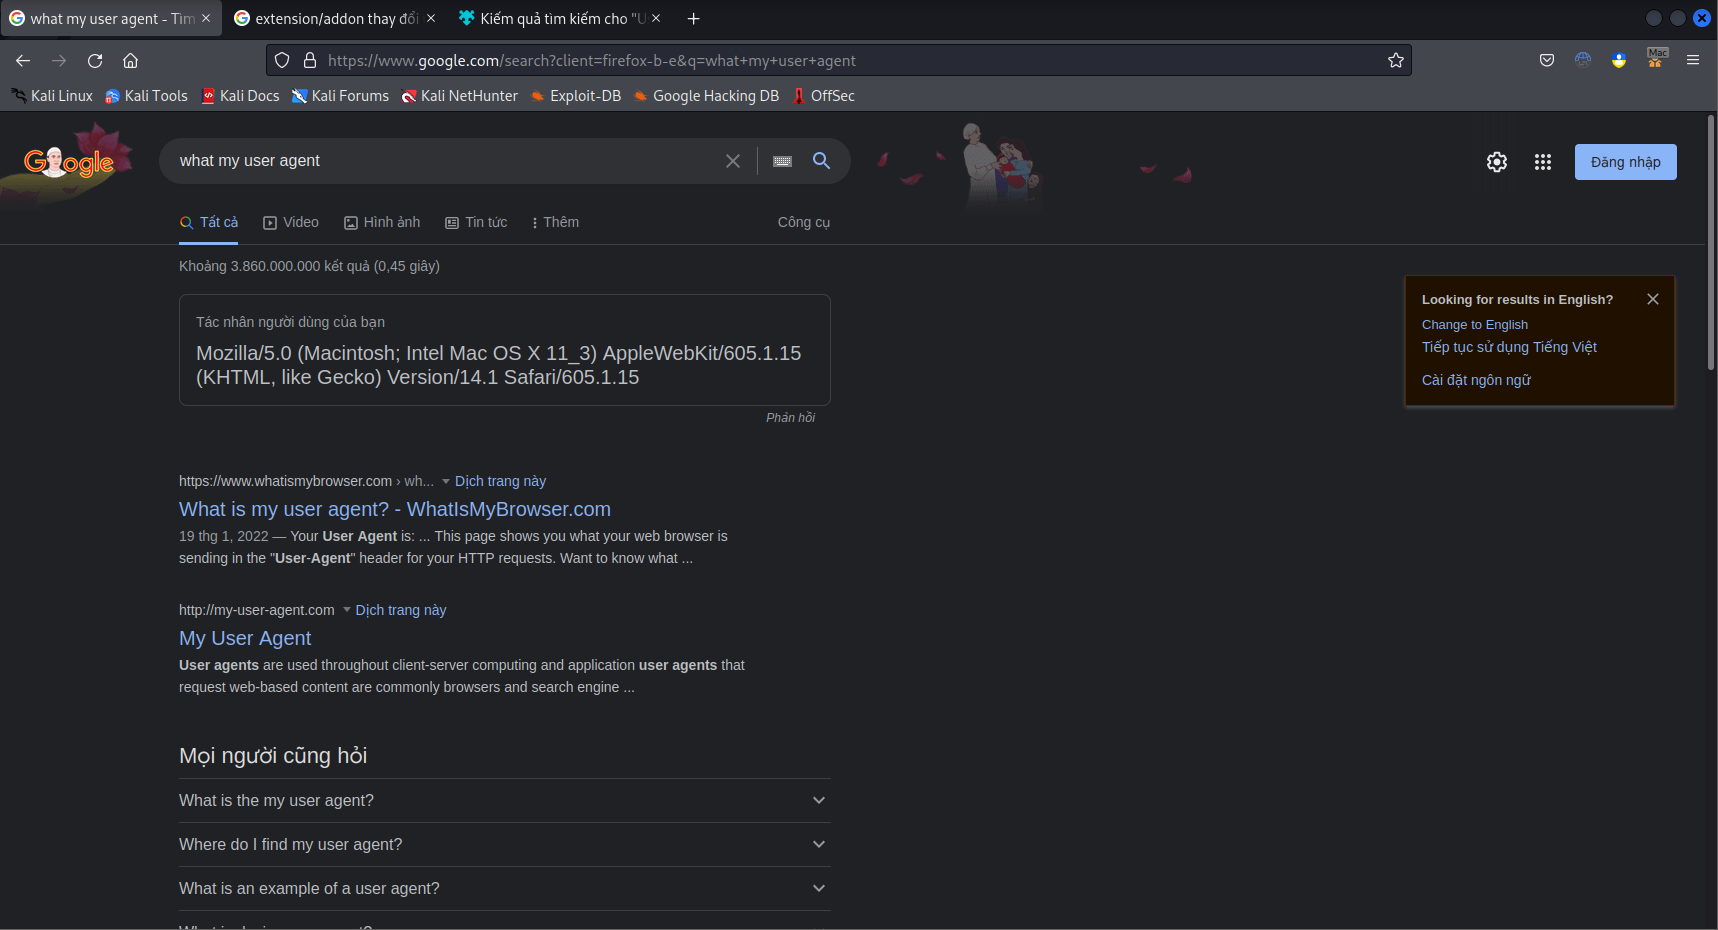 what my user agent - Tìm
extension/addon thay đổi
Kiếm quả tìm kiếm cho "U
https://www.google.com/search?client=firefox-b-e&q=what+my+user+agent
Mac
Kali Linux
Kali Tools
Kali Docs
Kali Forums
Kali NetHunter
Exploit-DB
Google Hacking DB
OffSec
Google
what my user agent
Đăng nhập
Tất cả
Video
Hình ảnh
Tin tức
Thêm
Công cụ
Khoảng 3.860.000.000 kết quả (0,45 giây)
Tác nhân người dùng của bạn
Mozilla/5.0 (Macintosh; Intel Mac OS X 11_3) AppleWebKit/605.1.15
(KHTML, like Gecko) Version/14.1 Safari/605.1.15
Phản hồi
Looking for results in English?
Change to English
Tiếp tục sử dụng Tiếng Việt
Cài đặt ngôn ngữ
https://www.whatismybrowser.com › wh... Dịch trang này
What is my user agent? - WhatIsMyBrowser.com
19 thg 1, 2022 — Your User Agent is: ... This page shows you what your web browser is
sending in the "User-Agent" header for your HTTP requests. Want to know what ...
http://my-user-agent.com Dịch trang này
My User Agent
User agents are used throughout client-server computing and application user agents that
request web-based content are commonly browsers and search engine ...
Mọi người cũng hỏi
What is the my user agent?
Where do I find my user agent?
What is an example of a user agent?